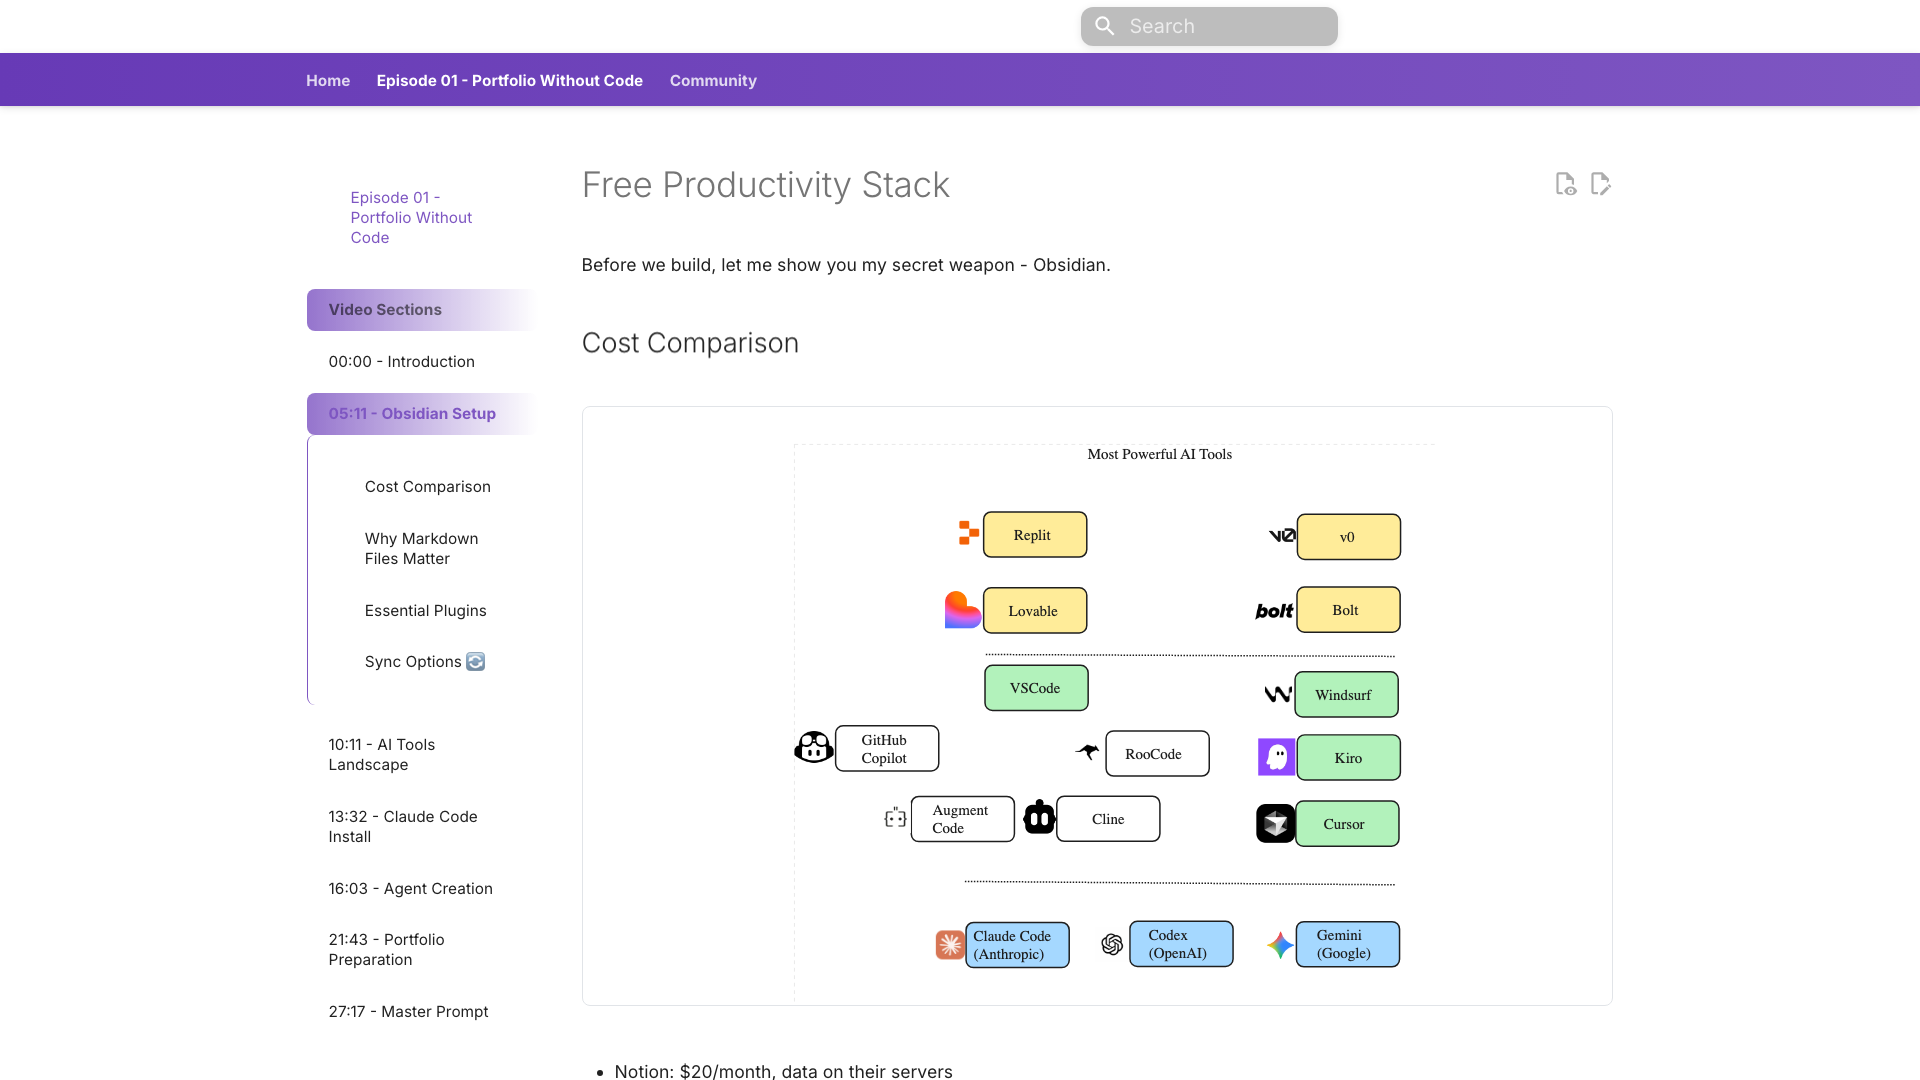 Search
Home
Episode 01 - Portfolio Without Code
Community
Episode 01 -
Portfolio Without
Code
Video Sections
00:00 - Introduction
05:11 - Obsidian Setup
Cost Comparison
Why Markdown
Files Matter
Essential Plugins
Sync Options
10:11 - AI Tools
Landscape
13:32 - Claude Code
Install
16:03 - Agent Creation
21:43 - Portfolio
Preparation
27:17 - Master Prompt
Free Productivity Stack
Before we build, let me show you my secret weapon - Obsidian.
Cost Comparison
Most Powerful AI Tools
Replit
v0
v0
Lovable
bolt
Bolt
VSCode
Windsurf
GitHub
Copilot
RooCode
Kiro
Augment
Code
Cline
Cursor
Claude Code
(Anthropic)
Codex
(OpenAI)
Gemini
(Google)
Notion: $20/month, data on their servers